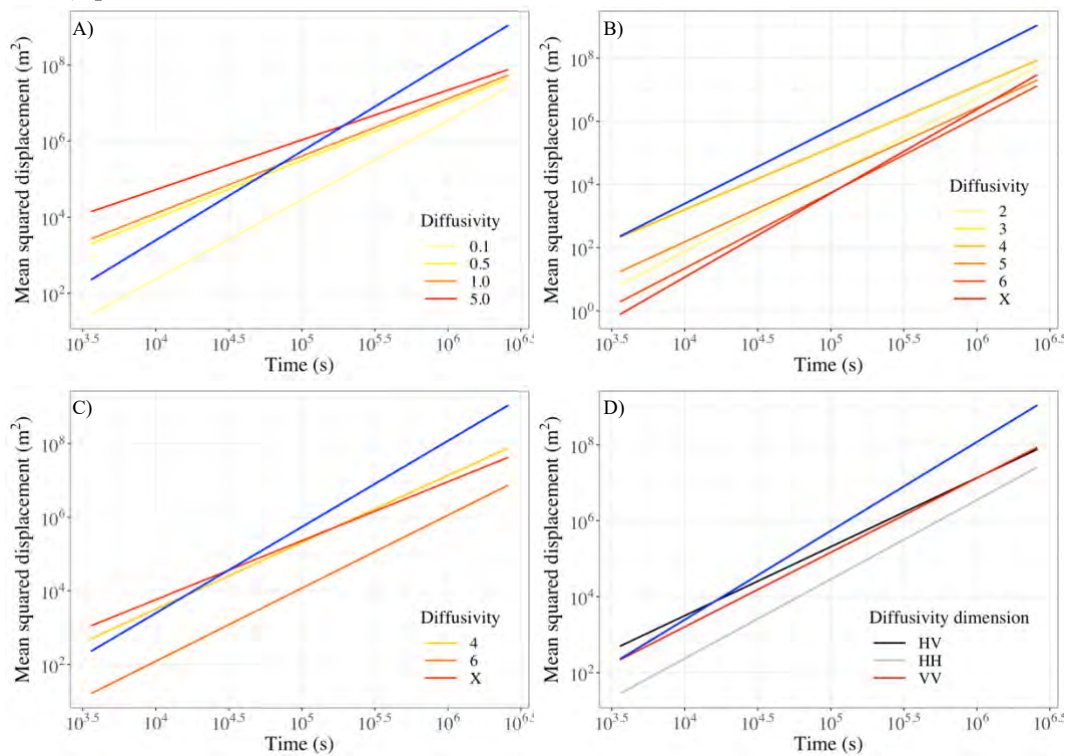 A)
Mean squared displacement (m²)
10⁸
10⁶
10⁴
10²
Diffusivity
0.1
0.5
1.0
5.0
10³·⁵ 10⁴ 10⁴·⁵ 10⁵ 10⁵·⁵ 10⁶ 10⁶·⁵
Time (s)
B)
Mean squared displacement (m²)
10⁸
10⁶
10⁴
10²
10⁰
Diffusivity
2
3
4
5
6
X
10³·⁵ 10⁴ 10⁴·⁵ 10⁵ 10⁵·⁵ 10⁶ 10⁶·⁵
Time (s)
C)
Mean squared displacement (m²)
10⁸
10⁶
10⁴
10²
Diffusivity
4
6
X
10³·⁵ 10⁴ 10⁴·⁵ 10⁵ 10⁵·⁵ 10⁶ 10⁶·⁵
Time (s)
D)
Mean squared displacement (m²)
10⁸
10⁶
10⁴
10²
Diffusivity dimension
HV
HH
VV
10³·⁵ 10⁴ 10⁴·⁵ 10⁵ 10⁵·⁵ 10⁶ 10⁶·⁵
Time (s)